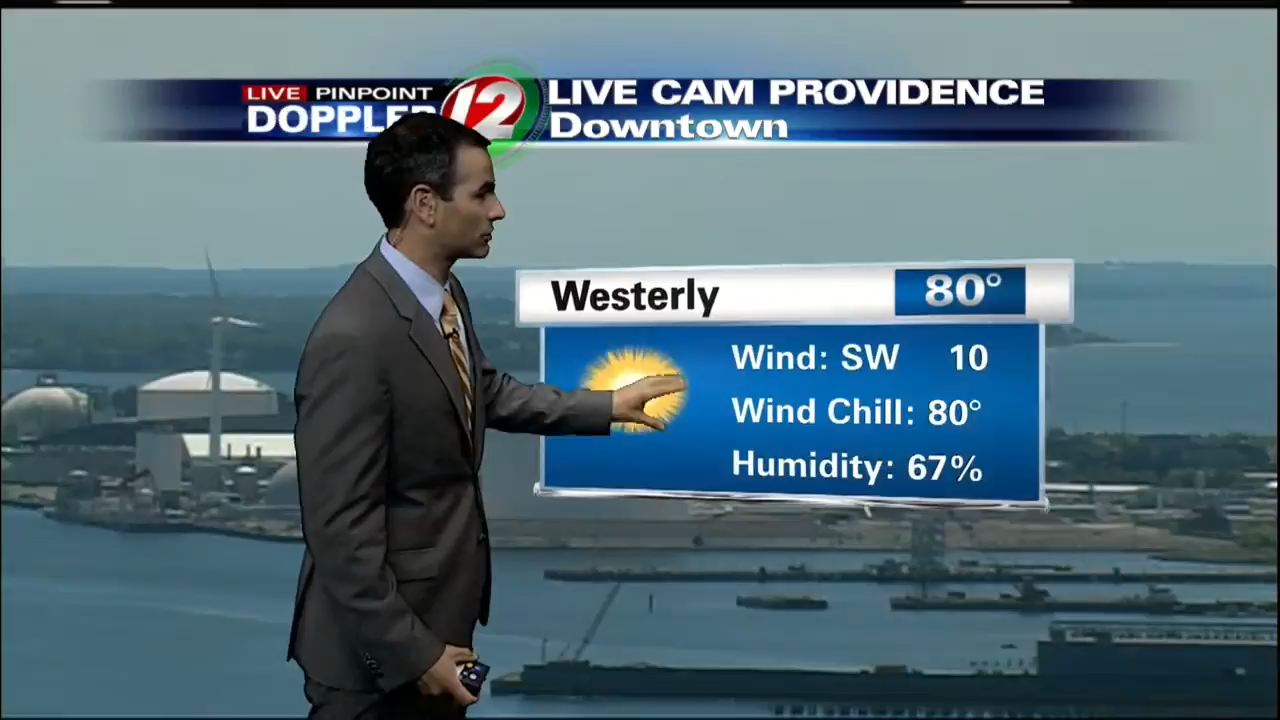 LIVE PINPOINT
DOPPLER 12
LIVE CAM PROVIDENCE
Downtown
Westerly 80°
Wind: SW 10
Wind Chill: 80°
Humidity: 67%